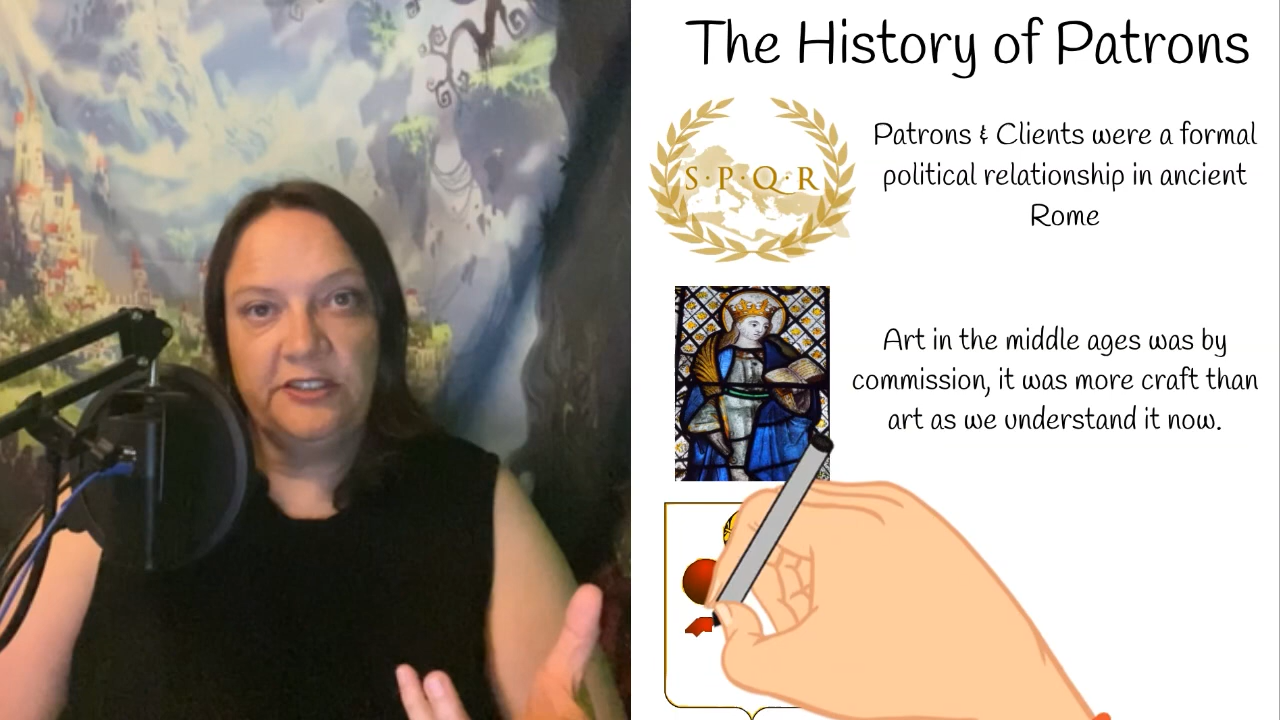 The History of Patrons
S·P·Q·R
Patrons & Clients were a formal
political relationship in ancient
Rome
Art in the middle ages was by
commission, it was more craft than
art as we understand it now.